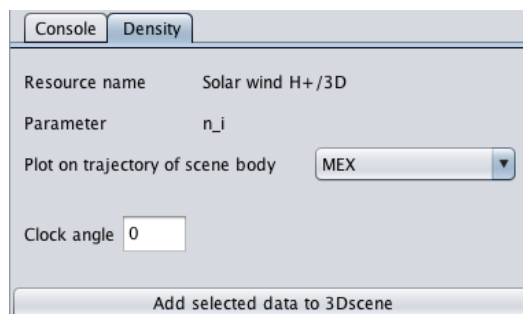 Console Density
Resource name Solar wind H+/3D
Parameter n_i
Plot on trajectory of scene body MEX
Clock angle 0
Add selected data to 3Dscene